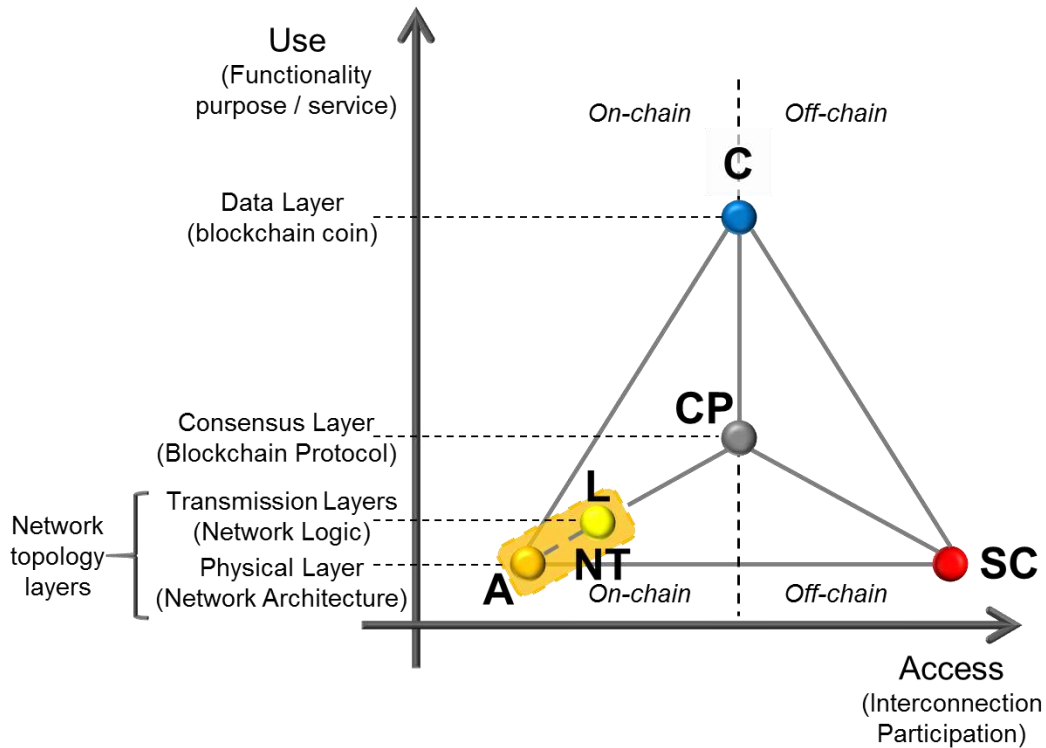 Use
(Functionality
purpose / service)
On-chain
Off-chain
C
Data Layer
(blockchain coin)
CP
Consensus Layer
(Blockchain Protocol)
L
Transmission Layers
(Network Logic)
Network
topology
layers
NT
Physical Layer
(Network Architecture)
A
SC
On-chain
Off-chain
Access
(Interconnection
Participation)